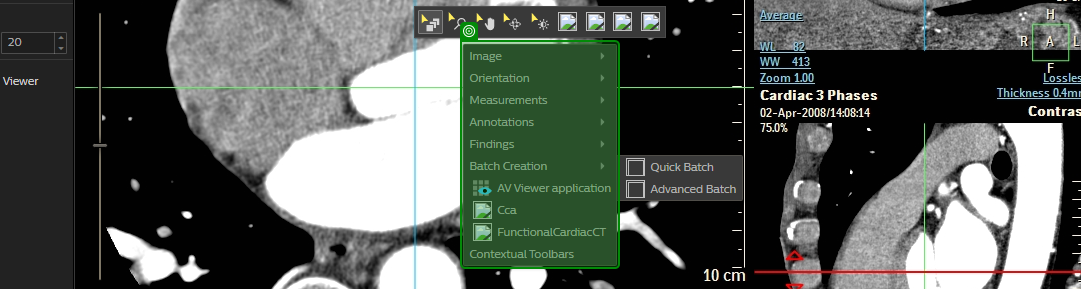 20
Viewer
Image
Orientation
Measurements
Annotations
Findings
Batch Creation
AV Viewer application
Cca
FunctionalCardiacCT
Contextual Toolbars
Quick Batch
Advanced Batch
10 cm
Average
WL 82
WW 413
Zoom 1.00
Cardiac 3 Phases
02-Apr-2008/14:08:14
75.0%
H
R A L
F
Lossles
Thickness 0.4mm
Contras